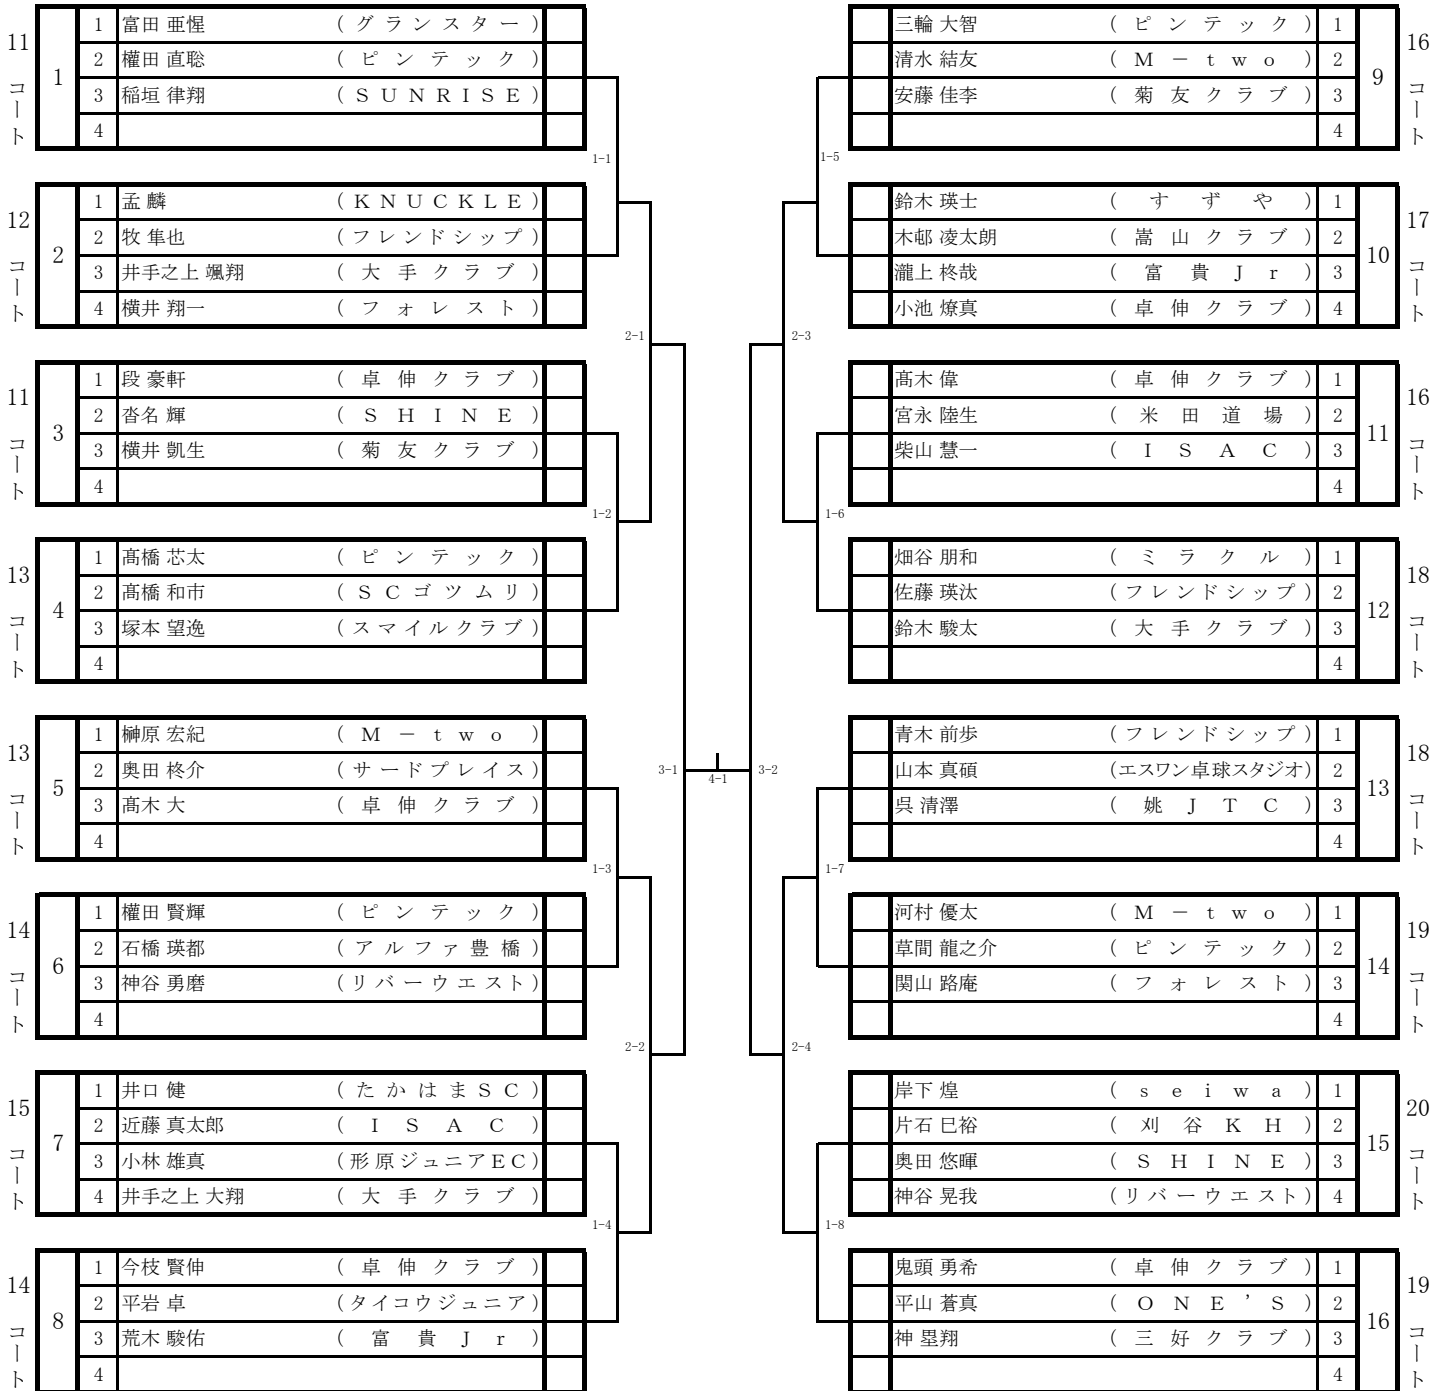 11 コート
1
1 富田 亜惺 (グランスター)
2 権田 直聡 (ピンテック)
3 稲垣 律翔 (SUNRISE)
4
1-1
12 コート
2
1 孟 麟 (KNUCKLE)
2 牧 隼也 (フレンドシップ)
3 井手之上 颯翔 (大手クラブ)
4 横井 翔一 (フォレスト)
2-1
11 コート
3
1 段 豪軒 (卓伸クラブ)
2 沓名 輝 (SHINE)
3 横井 凱生 (菊友クラブ)
4
1-2
13 コート
4
1 髙橋 芯太 (ピンテック)
2 髙橋 和市 (SCゴツムリ)
3 塚本 望逸 (スマイルクラブ)
4
13 コート
5
1 榊原 宏紀 (M-two)
2 奥田 柊介 (サードプレイス)
3 髙木 大 (卓伸クラブ)
4
3-1
4-1
3-2
1-3
14 コート
6
1 權田 賢輝 (ピンテック)
2 石橋 瑛都 (アルファ豊橋)
3 神谷 勇磨 (リバーウエスト)
4
2-2
15 コート
7
1 井口 健 (たかはまSC)
2 近藤 真太郎 (ISAC)
3 小林 雄真 (形原ジュニアEC)
4 井手之上 大翔 (大手クラブ)
1-4
14 コート
8
1 今枝 賢伸 (卓伸クラブ)
2 平岩 卓 (タイコウジュニア)
3 荒木 駿佑 (富貴Jr)
4
三輪 大智 (ピンテック) 1
清水 結友 (M-two) 2
安藤 佳李 (菊友クラブ) 3
4
9
16 コート
1-5
鈴木 瑛士 (すずや) 1
木邨 凌太朗 (嵩山クラブ) 2
瀧上 柊哉 (富貴Jr) 3
小池 燎真 (卓伸クラブ) 4
10
17 コート
2-3
髙木 偉 (卓伸クラブ) 1
宮永 陸生 (米田道場) 2
柴山 慧一 (ISAC) 3
4
11
16 コート
1-6
畑谷 朋和 (ミラクル) 1
佐藤 瑛汰 (フレンドシップ) 2
鈴木 駿太 (大手クラブ) 3
4
12
18 コート
青木 前歩 (フレンドシップ) 1
山本 真碩 (エスワン卓球スタジオ) 2
呉 清澤 (姚JTC) 3
4
13
18 コート
1-7
河村 優太 (M-two) 1
草間 龍之介 (ピンテック) 2
関山 路庵 (フォレスト) 3
4
14
19 コート
2-4
岸下 煌 (seiwa) 1
片石 巳裕 (刈谷KH) 2
奥田 悠暉 (SHINE) 3
神谷 晃我 (リバーウエスト) 4
15
20 コート
1-8
鬼頭 勇希 (卓伸クラブ) 1
平山 蒼真 (ONE'S) 2
神 塁翔 (三好クラブ) 3
4
16
19 コート